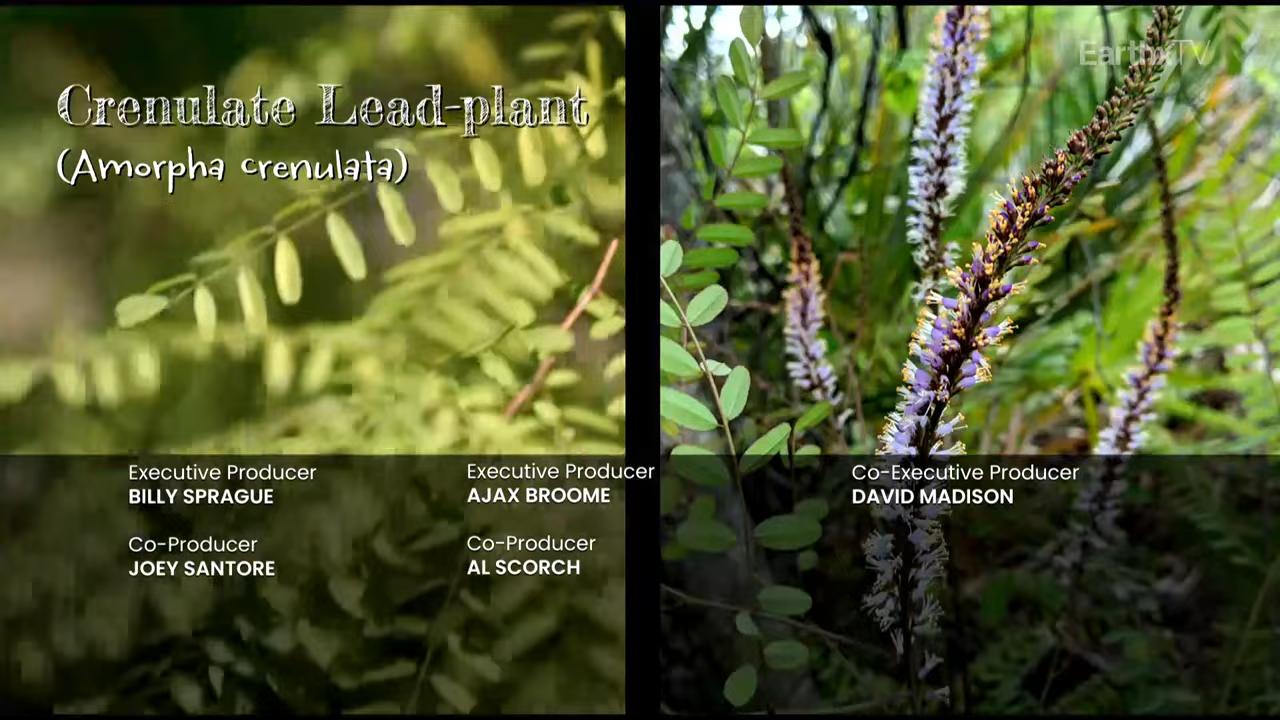 EarthxTV
Crenulate Lead-plant
(Amorpha crenulata)
Executive Producer
BILLY SPRAGUE
Executive Producer
AJAX BROOME
Co-Executive Producer
DAVID MADISON
Co-Producer
JOEY SANTORE
Co-Producer
AL SCORCH